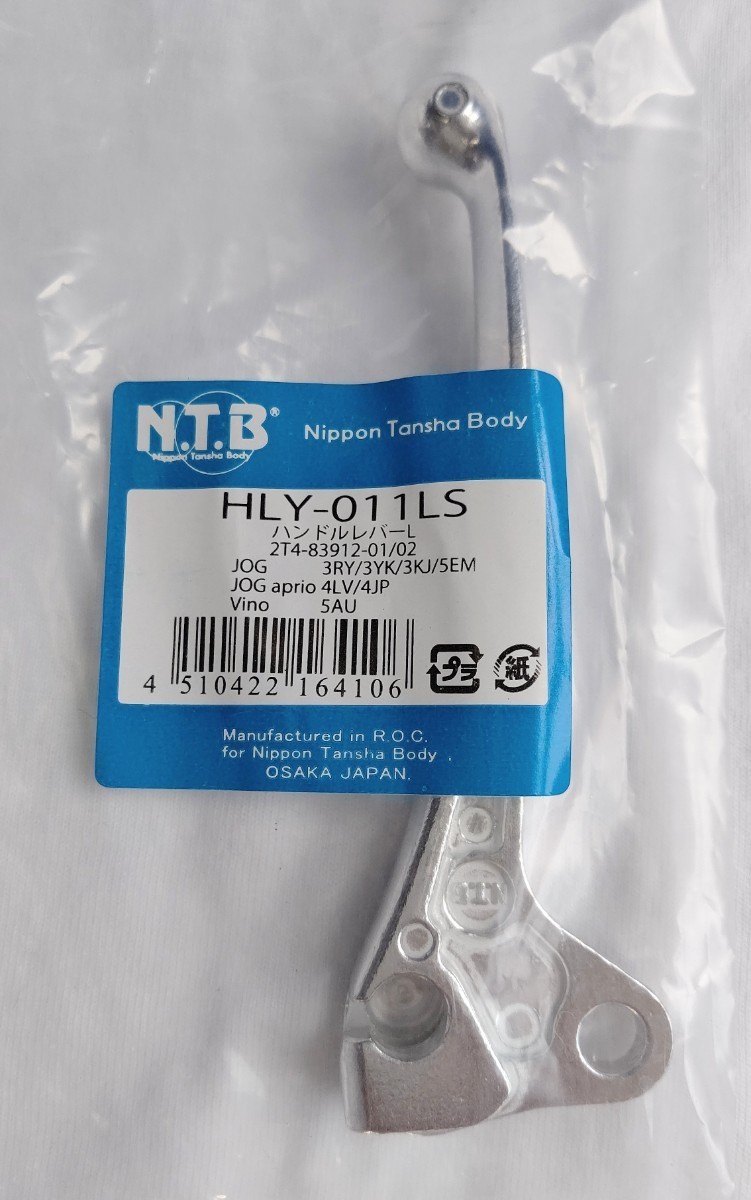 N.T.B®
Nippon Tansha Body
Nippon Tansha Body
HLY-011LS
ハンドルレバーL
2T4-83912-01/02
JOG 3RY/3YK/3KJ/5EM
JOG aprio 4LV/4JP
Vino 5AU
4 510422 164106
プラ
紙
Manufactured in R.O.C.
for Nippon Tansha Body .
OSAKA JAPAN.